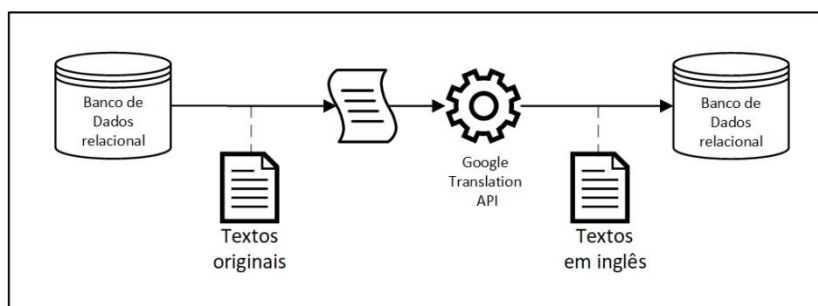 Banco de
Dados
relacional
Textos
originais
Google
Translation
API
Textos
em inglês
Banco de
Dados
relacional